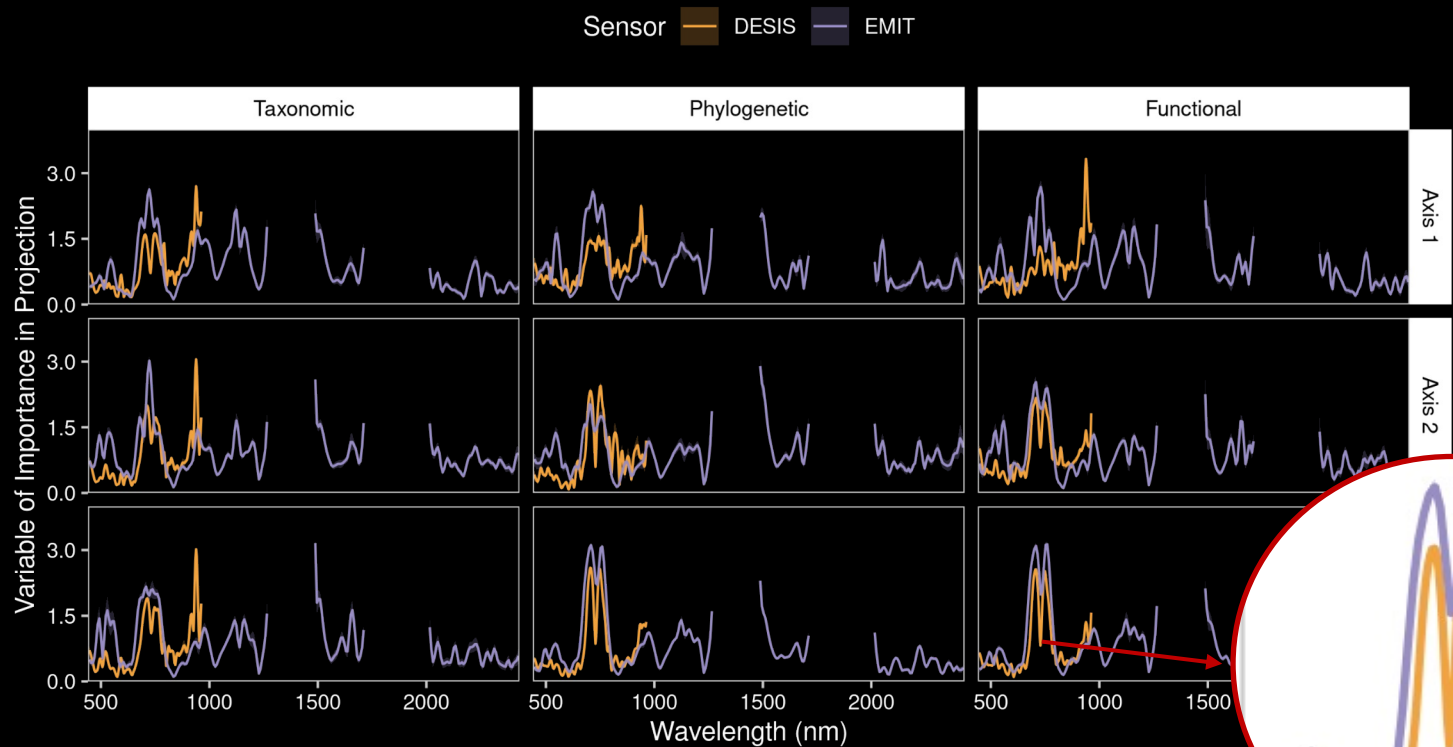 Sensor DESIS EMIT
Taxonomic Phylogenetic Functional
Variable of Importance in Projection
3.0
1.5
0.0
Axis 1
3.0
1.5
0.0
Axis 2
3.0
1.5
0.0
500 1000 1500 2000 500 1000 1500 2000 500 1000 1500
Wavelength (nm)